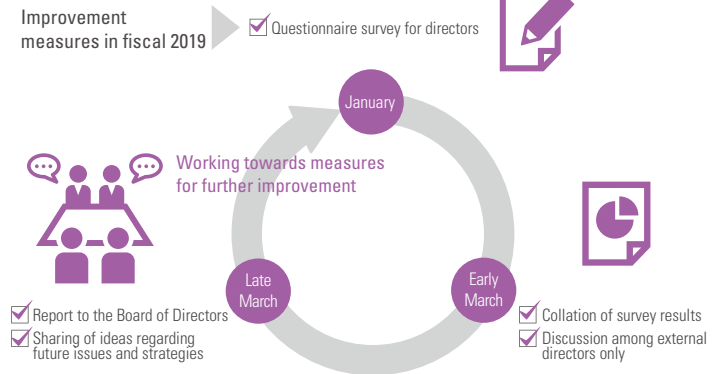 Improvement
measures in fiscal 2019
Questionnaire survey for directors
January
Working towards measures
for further improvement
Late
March
Early
March
Report to the Board of Directors
Sharing of ideas regarding
future issues and strategies
Collation of survey results
Discussion among external
directors only